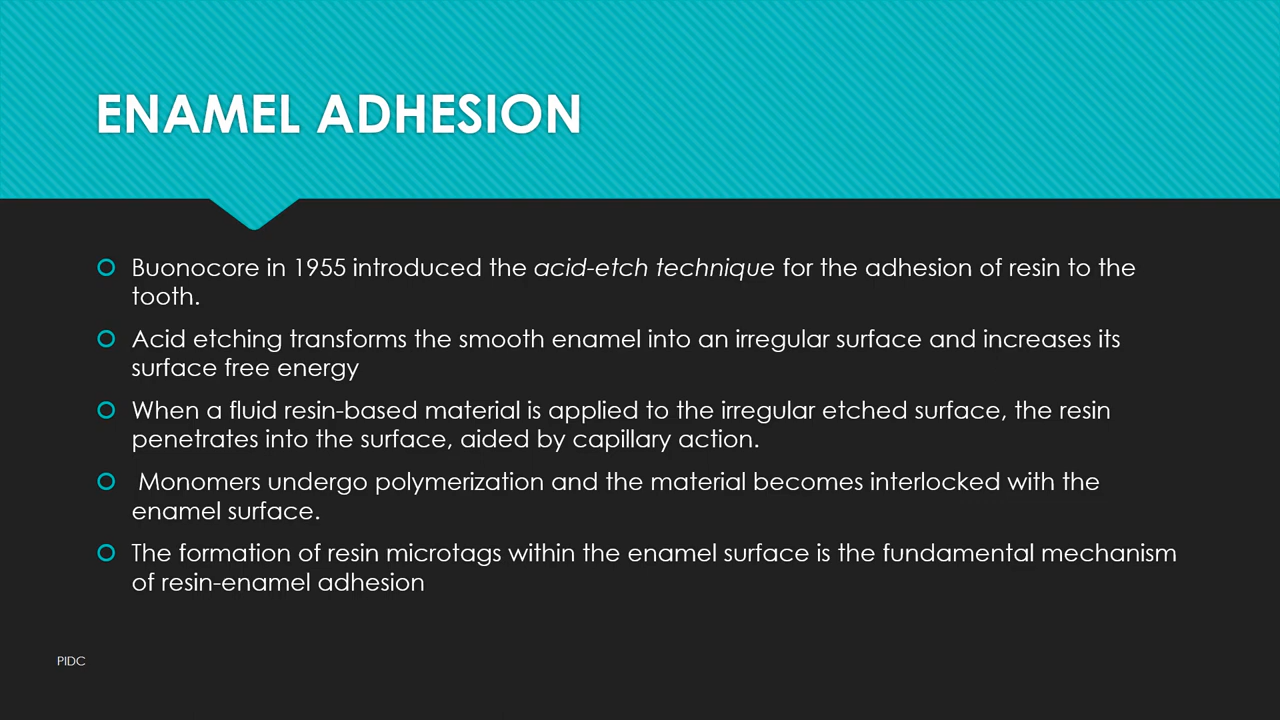 ENAMEL ADHESION
Buonocore in 1955 introduced the acid-etch technique for the adhesion of resin to the
tooth.
Acid etching transforms the smooth enamel into an irregular surface and increases its
surface free energy
When a fluid resin-based material is applied to the irregular etched surface, the resin
penetrates into the surface, aided by capillary action.
Monomers undergo polymerization and the material becomes interlocked with the
enamel surface.
The formation of resin microtags within the enamel surface is the fundamental mechanism
of resin-enamel adhesion
PIDC